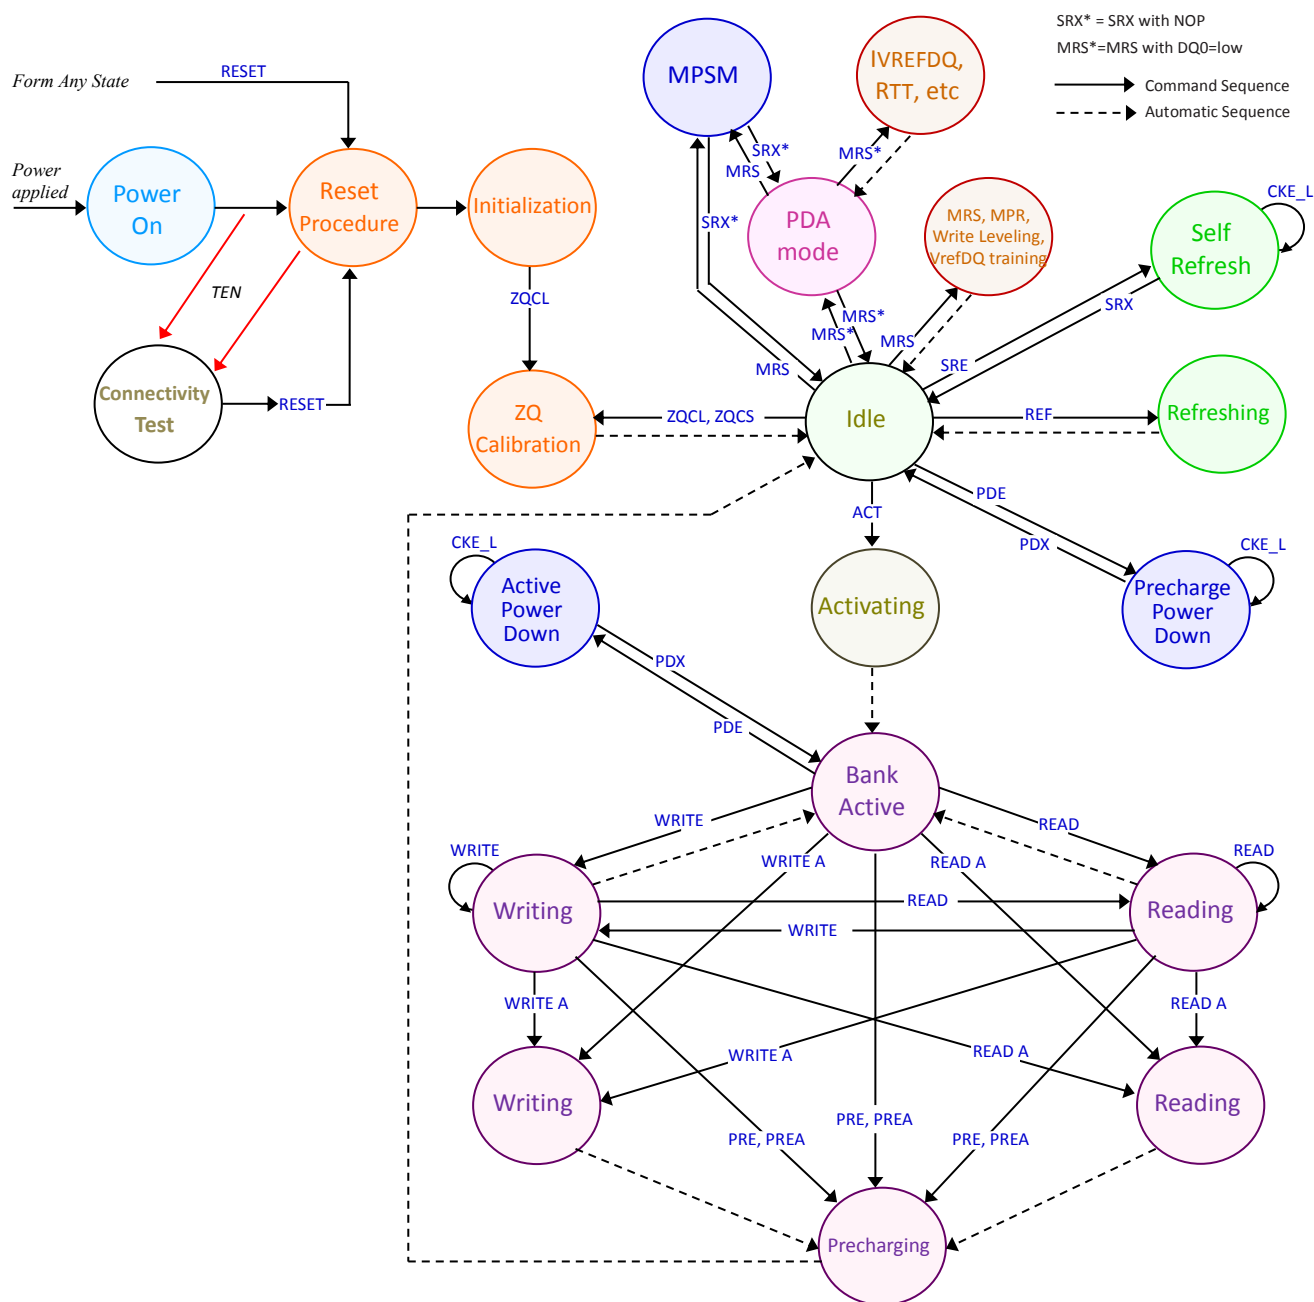 SRX* = SRX with NOP
MRS*=MRS with DQ0=low
Command Sequence
Automatic Sequence
Form Any State
RESET
Power
applied
Power
On
Reset
Procedure
Initialization
TEN
Connectivity
Test
RESET
ZQCL
ZQ
Calibration
MPSM
IVREFDQ,
RTT, etc
SRX*
MRS
MRS*
SRX*
PDA
mode
MRS, MPR,
Write Leveling,
VrefDQ training
Self
Refresh
CKE_L
MRS*
MRS*
MRS
MRS
SRX
SRE
ZQCL, ZQCS
Idle
REF
Refreshing
PDE
PDX
ACT
CKE_L
Active
Power
Down
Activating
CKE_L
Precharge
Power
Down
PDX
PDE
Bank
Active
WRITE
READ
WRITE
WRITE A
READ A
READ
Writing
READ
WRITE
Reading
WRITE A
READ A
WRITE A
READ A
Writing
Reading
PRE, PREA
PRE, PREA
PRE, PREA
Precharging